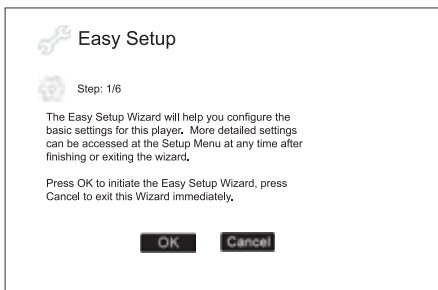 Easy Setup
Step: 1/6
The Easy Setup Wizard will help you configure the
basic settings for this player. More detailed settings
can be accessed at the Setup Menu at any time after
finishing or exiting the wizard.
Press OK to initiate the Easy Setup Wizard, press
Cancel to exit this Wizard immediately.
OK Cancel